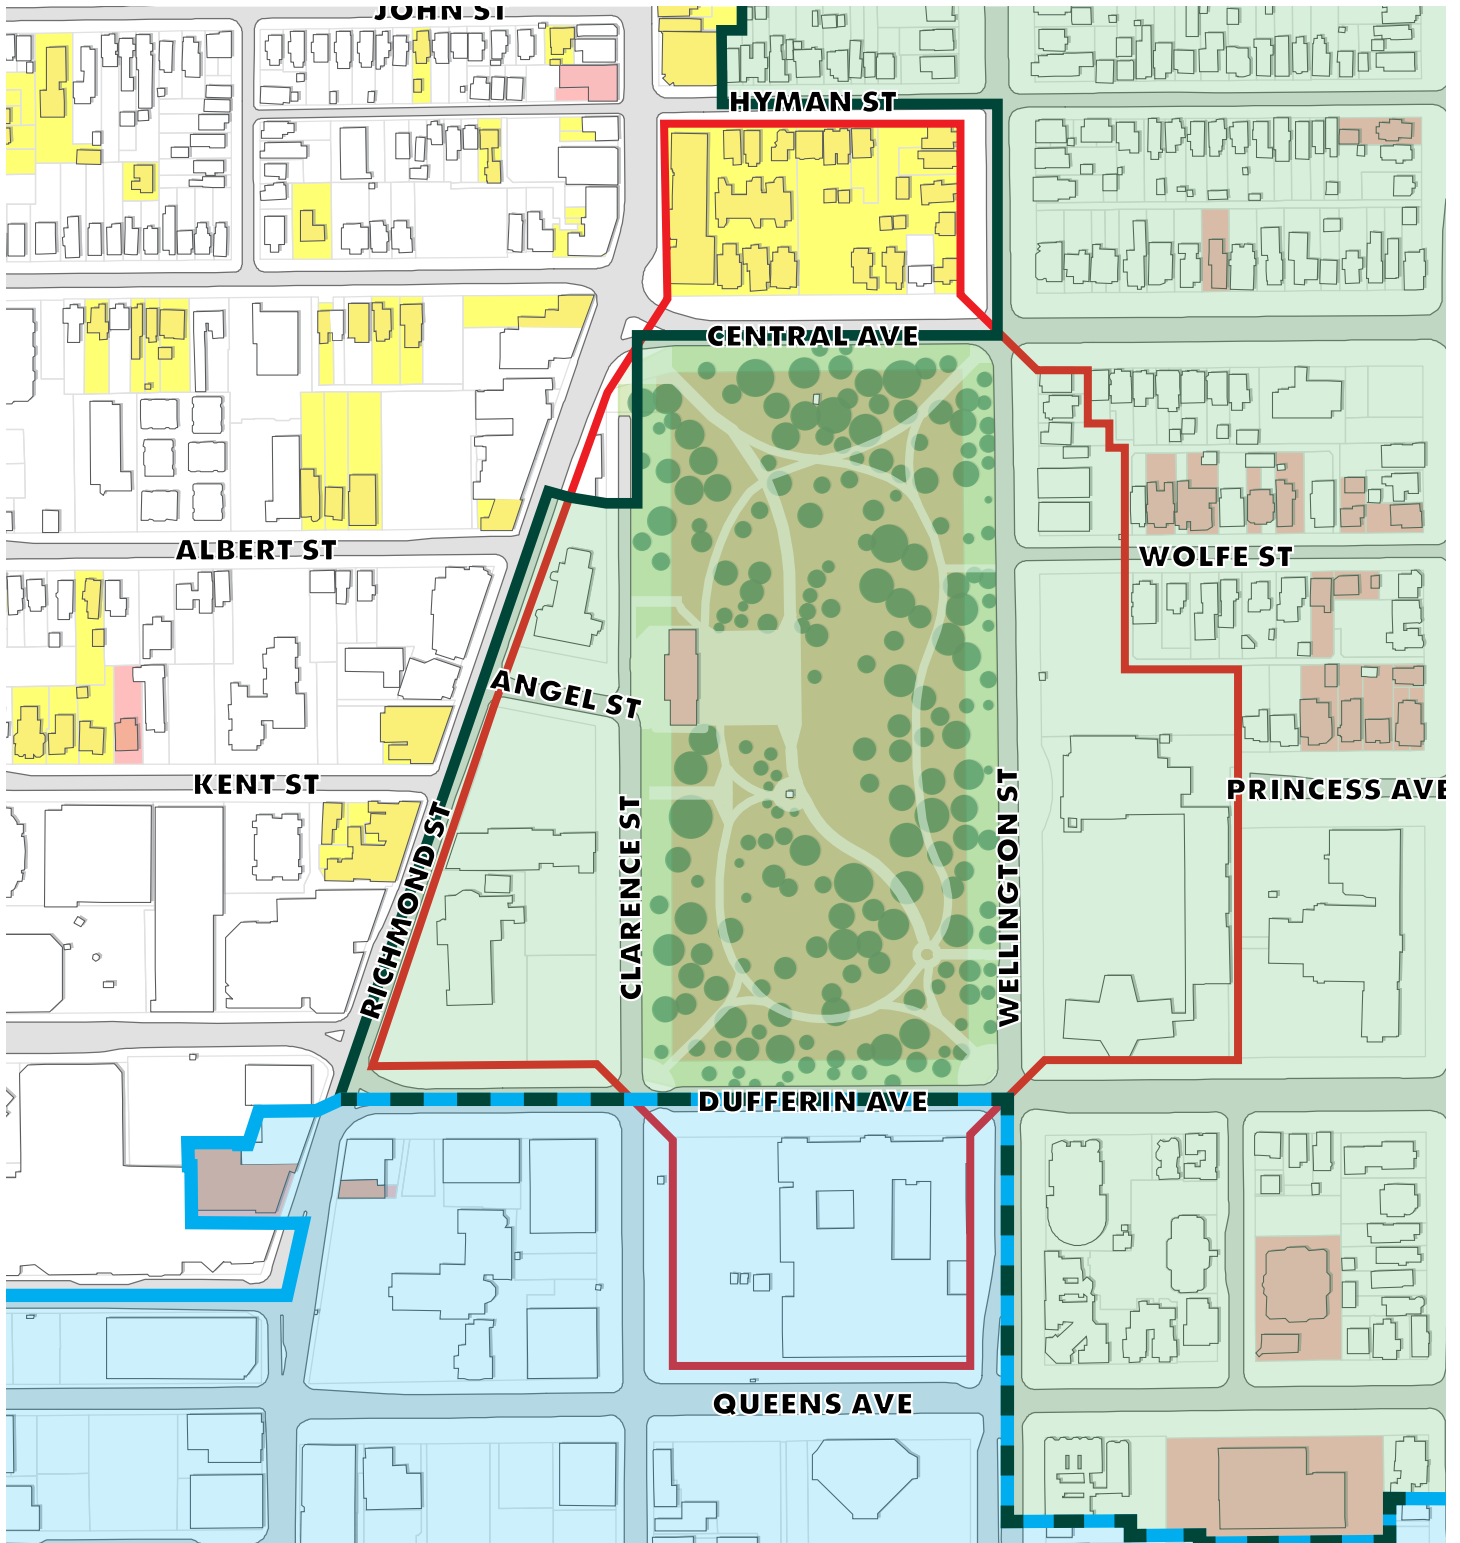 JOHN ST
HYMAN ST
CENTRAL AVE
ALBERT ST
WOLFE ST
ANGEL ST
KENT ST
PRINCESS AVE
RICHMOND ST
CLARENCE ST
WELLINGTON ST
DUFFERIN AVE
QUEENS AVE